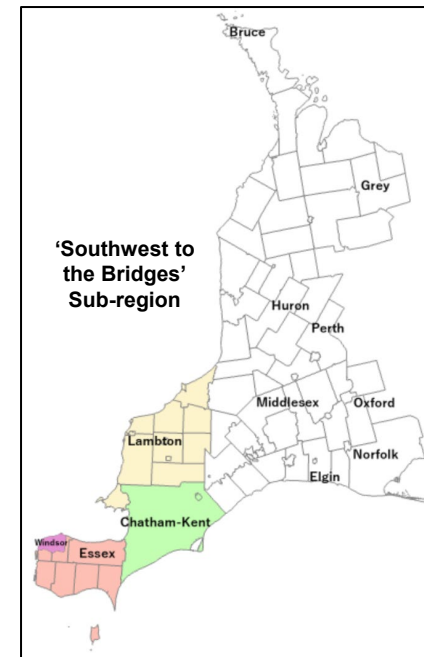 Bruce
Grey
‘Southwest to
the Bridges’
Sub-region
Huron
Perth
Middlesex
Oxford
Lambton
Norfolk
Elgin
Chatham-Kent
Windsor
Essex